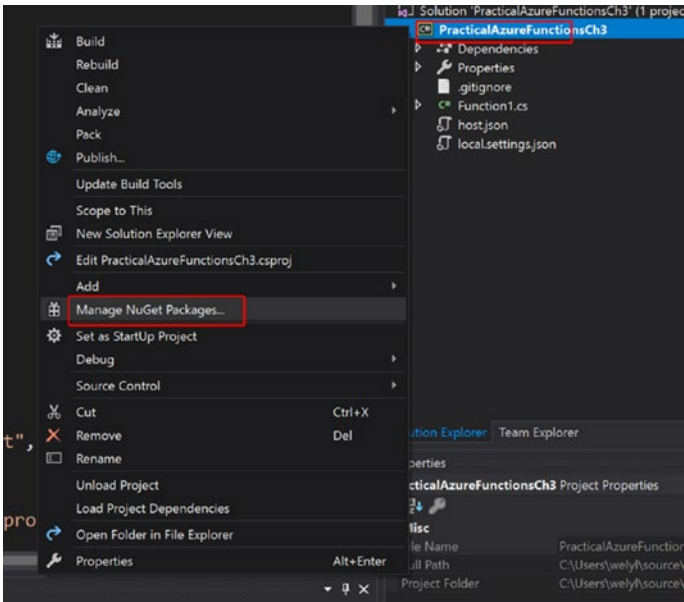 Solution 'PracticalAzureFunctionsCh3' (1 projec
C# PracticalAzureFunctionsCh3
Dependencies
Properties
.gitignore
C# Function1.cs
host.json
local.settings.json
Build
Rebuild
Clean
Analyze
Pack
Publish...
Update Build Tools
Scope to This
New Solution Explorer View
Edit PracticalAzureFunctionsCh3.csproj
Add
Manage NuGet Packages...
Set as StartUp Project
Debug
Source Control
Cut Ctrl+X
Remove Del
Rename
Unload Project
Load Project Dependencies
Open Folder in File Explorer
Properties Alt+Enter
t",
pro
ution Explorer Team Explorer
perties
cticalAzureFunctionsCh3 Project Properties
Misc
le Name PracticalAzureFunction
ull Path C:\Users\welyl\source\
Project Folder C:\Users\welyl\source\